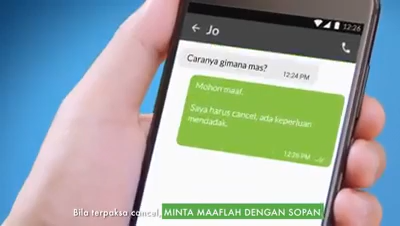 12:26
← Jo
Caranya gimana mas?
12:24 PM
Mohon maaf.
Saya harus cancel, ada keperluan
mendadak.
12:26 PM
Bila terpaksa cancel, MINTA MAAFLAH DENGAN SOPAN.